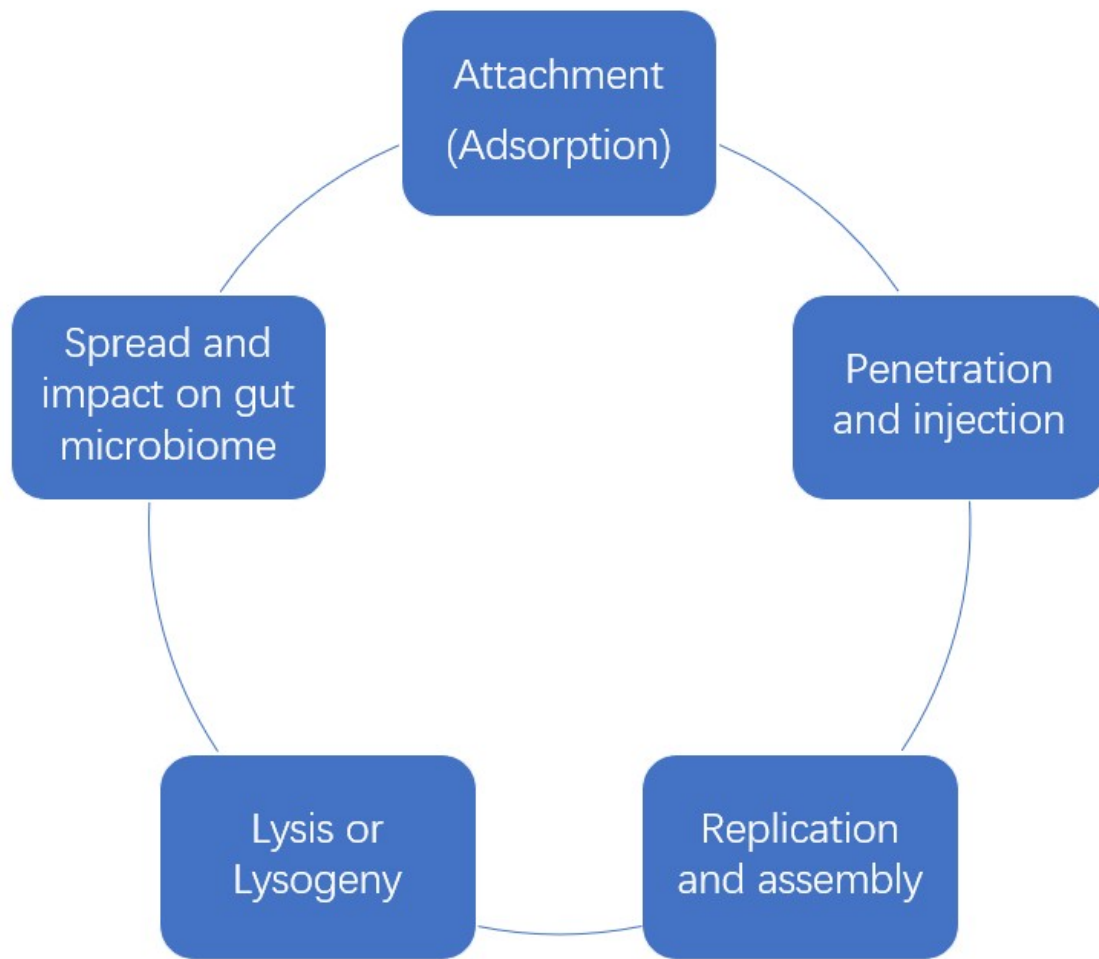 Attachment
(Adsorption)
Penetration
and injection
Replication
and assembly
Lysis or
Lysogeny
Spread and
impact on gut
microbiome